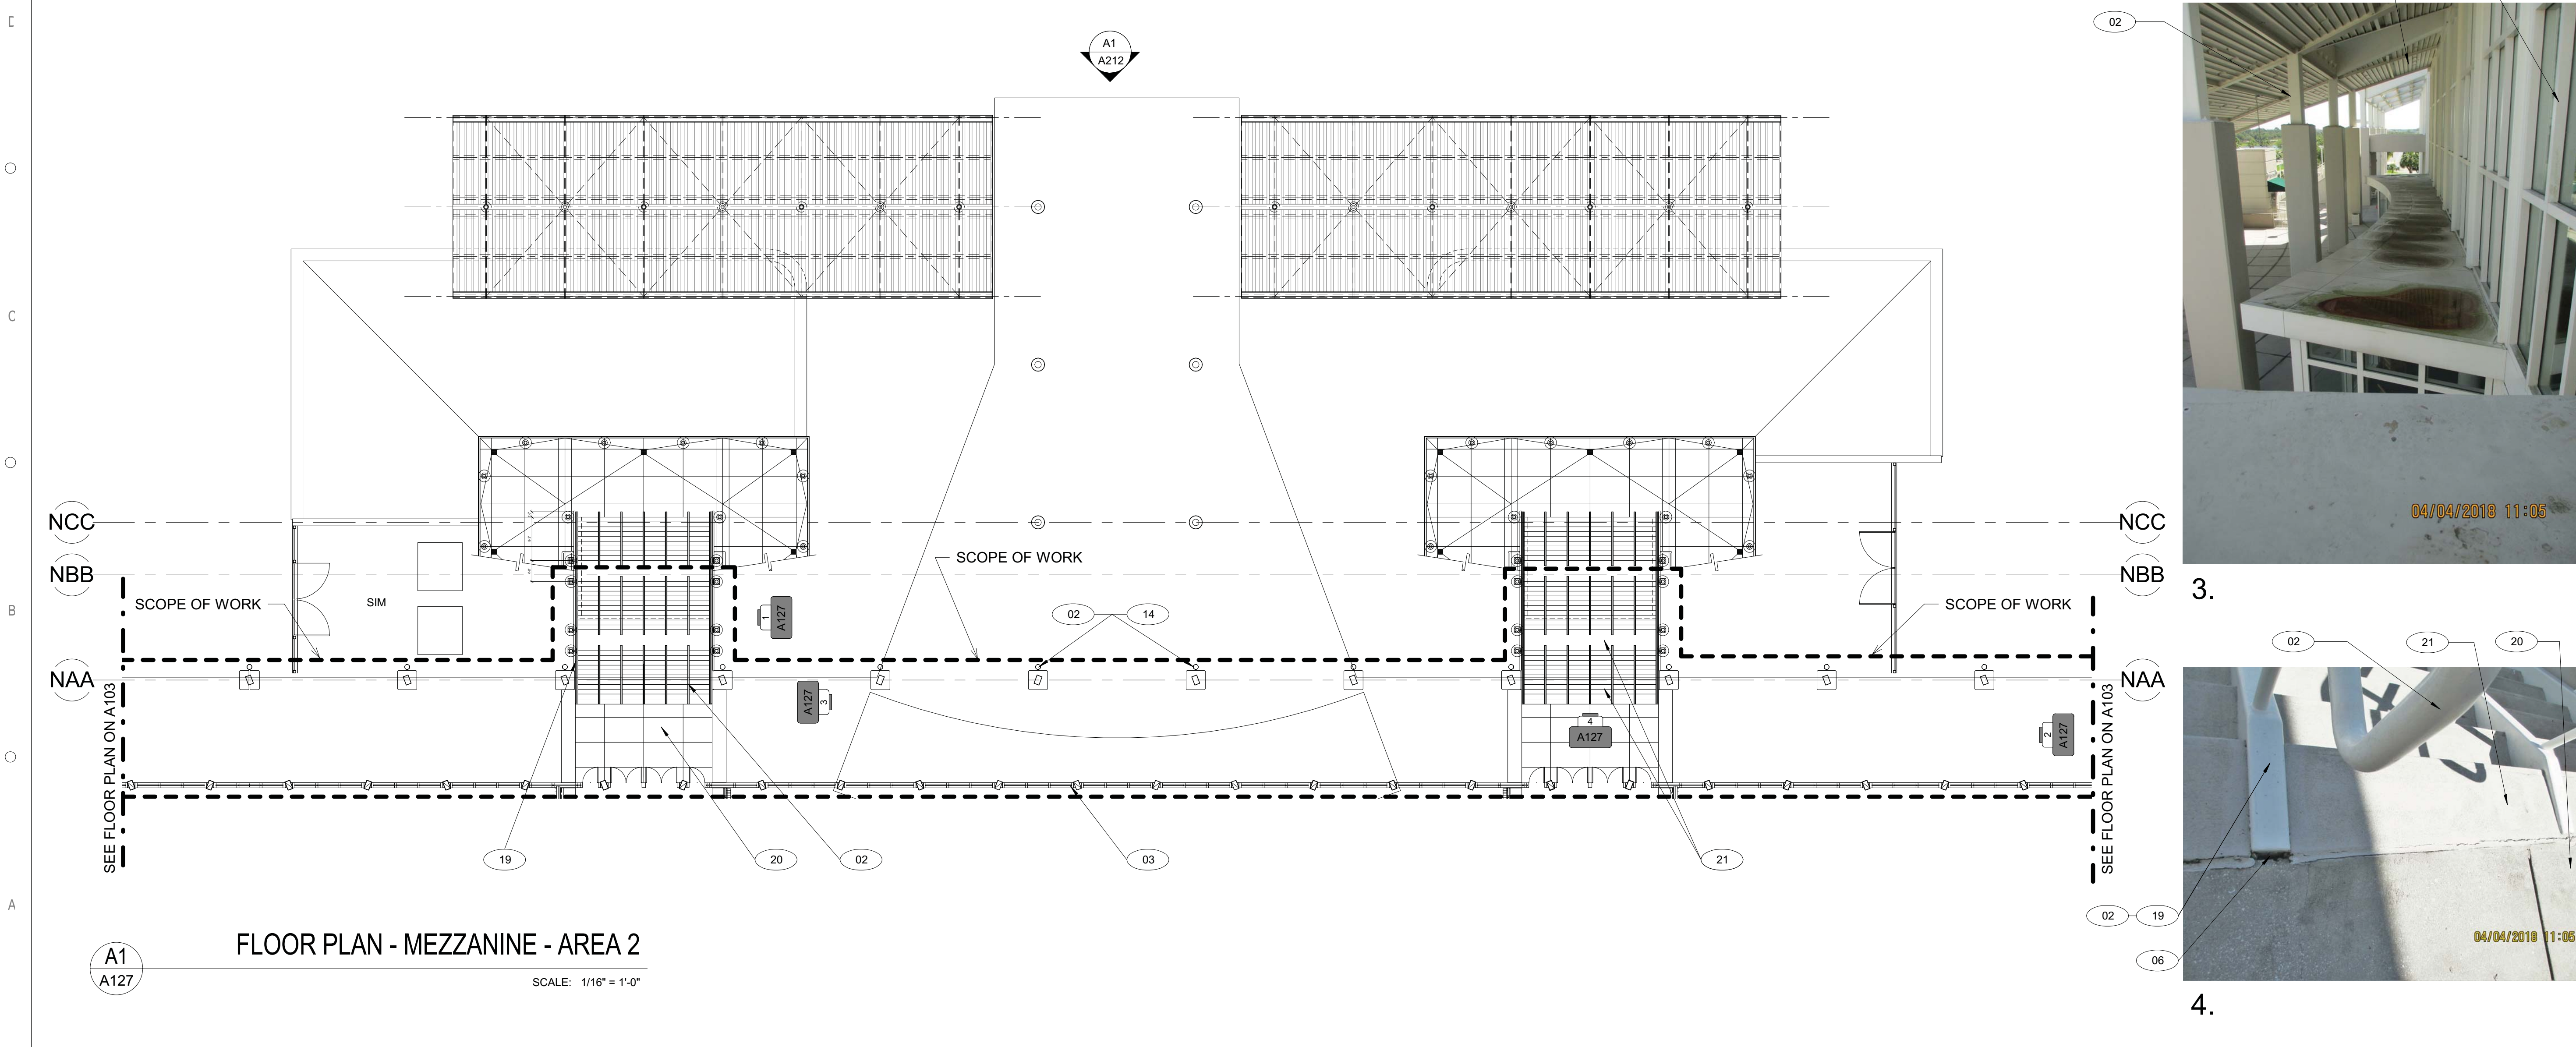 C
B
A
A1
A212
02
04/04/2018 11:05
3.
NCC
NCC
NBB
NBB
NAA
NAA
SCOPE OF WORK
SCOPE OF WORK
SCOPE OF WORK
SIM
02
14
1
A127
A127
3
4
A127
2
A127
SEE FLOOR PLAN ON A103
SEE FLOOR PLAN ON A103
19
20
02
03
21
02
21
20
02
19
06
04/04/2018 11:05
4.
A1
A127
FLOOR PLAN - MEZZANINE - AREA 2
SCALE: 1/16" = 1'-0"